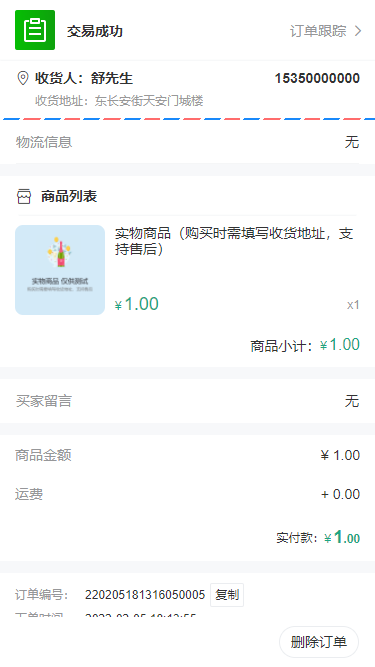 交易成功
订单跟踪
收货人：舒先生
15350000000
收货地址：东长安街天安门城楼
物流信息
无
商品列表
实物商品（购买时需填写收货地址，支
持售后）
实物商品 仅供测试
¥1.00
x1
商品小计：¥1.00
买家留言
无
商品金额
¥ 1.00
运费
+ 0.00
实付款：¥1.00
订单编号：
220205181316050005
复制
删除订单